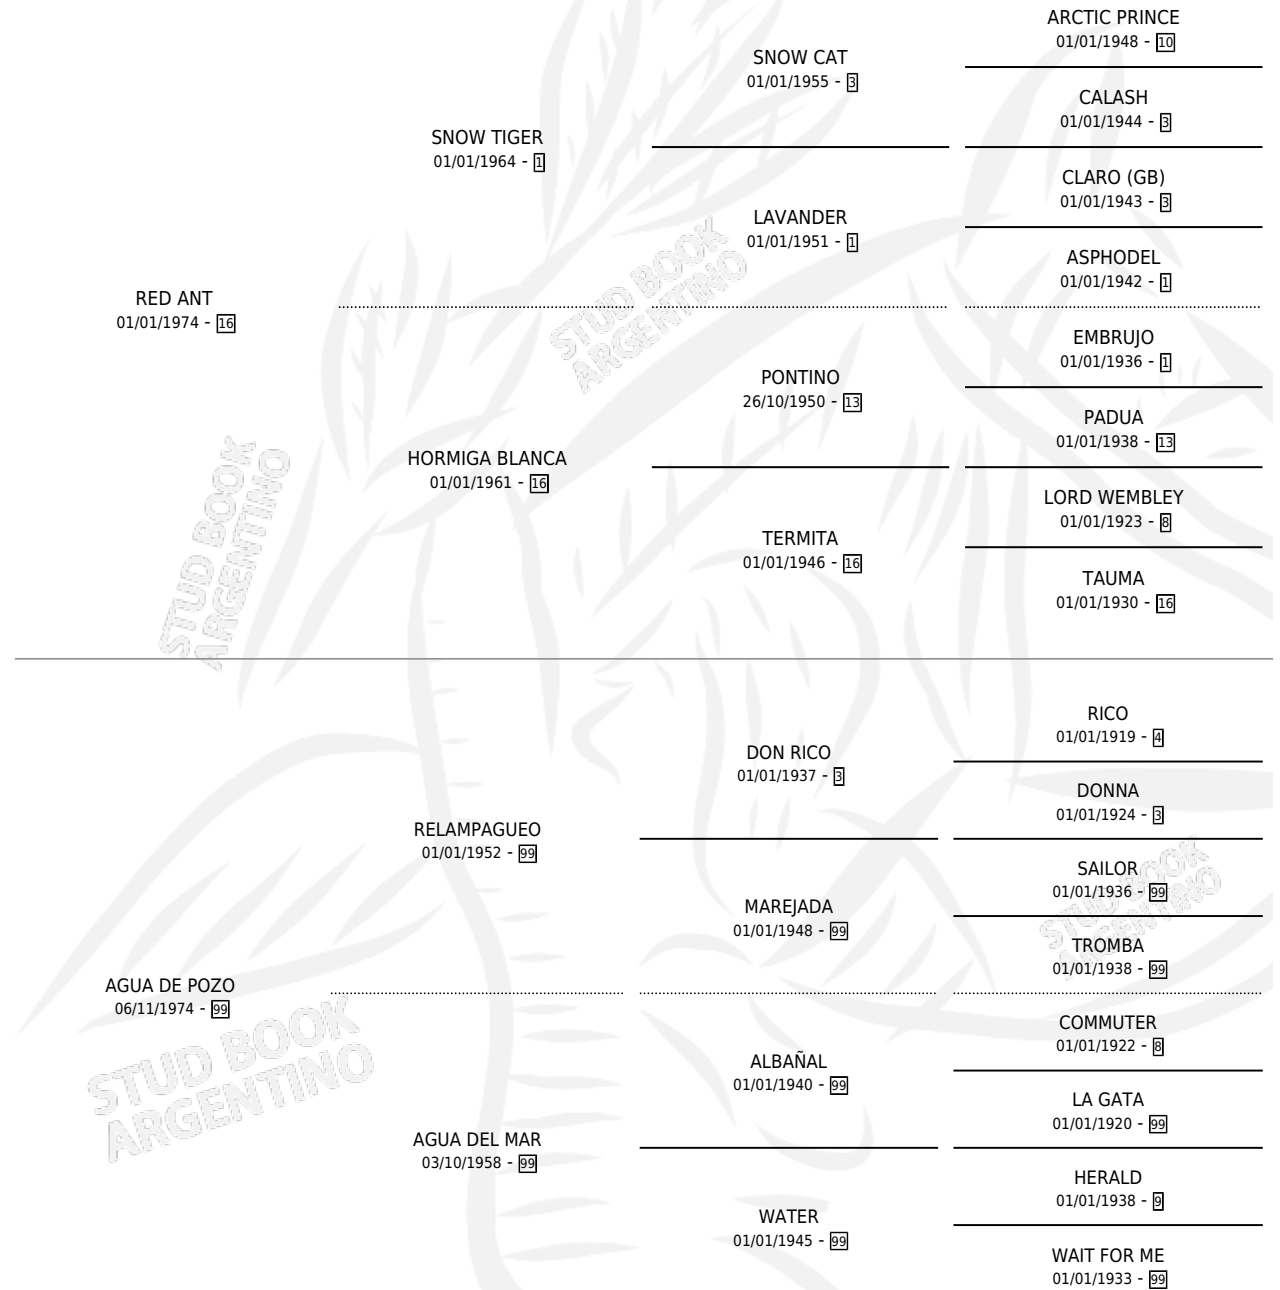 ARCTIC PRINCE
01/01/1948 - 10
SNOW CAT
01/01/1955 - 3
CALASH
01/01/1944 - 3
SNOW TIGER
01/01/1964 - 1
CLARO (GB)
01/01/1943 - 3
LAVANDER
01/01/1951 - 1
ASPHODEL
01/01/1942 - 1
RED ANT
01/01/1974 - 16
EMBRUJO
01/01/1936 - 1
PONTINO
26/10/1950 - 13
PADUA
01/01/1938 - 13
HORMIGA BLANCA
01/01/1961 - 16
LORD WEMBLEY
01/01/1923 - 8
TERMITA
01/01/1946 - 16
TAUMA
01/01/1930 - 16
STUD BOOK
ARGENTINO
STUD BOOK
ARGENTINO
RICO
01/01/1919 - 4
DON RICO
01/01/1937 - 3
DONNA
01/01/1924 - 3
RELAMPAGUEO
01/01/1952 - 99
SAILOR
01/01/1936 - 99
MAREJADA
01/01/1948 - 99
TROMBA
01/01/1938 - 99
STUD BOOK
ARGENTINO
AGUA DE POZO
06/11/1974 - 99
COMMUTER
01/01/1922 - 8
ALBAÑAL
01/01/1940 - 99
LA GATA
01/01/1920 - 99
STUD BOOK
ARGENTINO
AGUA DEL MAR
03/10/1958 - 99
HERALD
01/01/1938 - 9
WATER
01/01/1945 - 99
WAIT FOR ME
01/01/1933 - 99